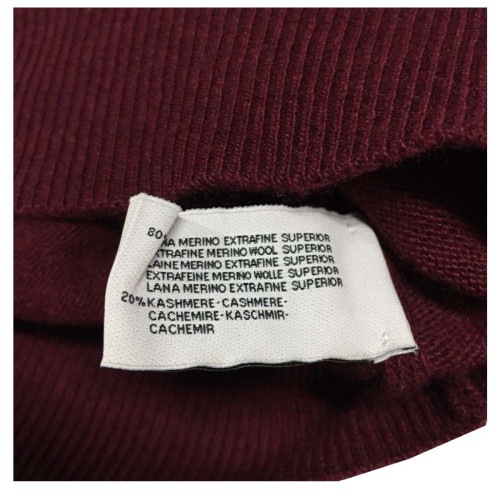 80% LANA MERINO EXTRAFINE SUPERIOR
EXTRAFINE MERINO WOOL SUPERIOR
LAINE MERINO EXTRAFINE SUPERIOR
EXTRAFEINE MERINO WOLLE SUPERIOR
LANA MERINO EXTRAFINE SUPERIOR
20% KASHMERE-CASHMERE-
CACHEMIRE-KASCHMIR-
CACHEMIR